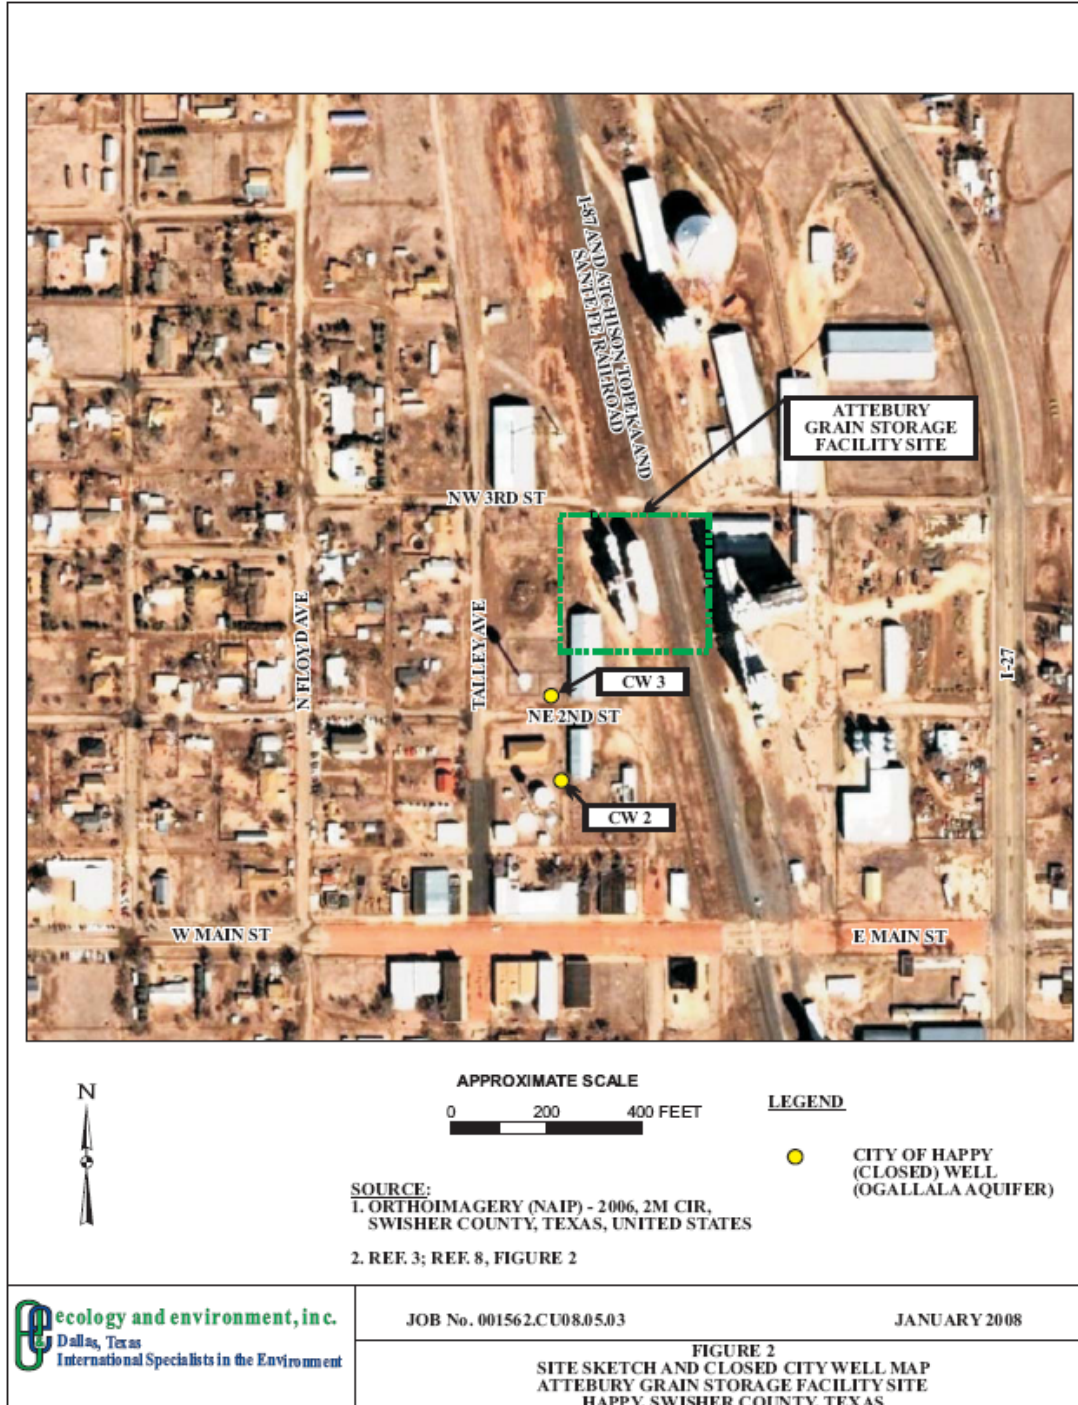 I-87 AND ATCHISON TOPEKA AND
SANTE FE RAILROAD
ATTEBURY
GRAIN STORAGE
FACILITY SITE
NW 3RD ST
N FLOYD AVE
TALLEY AVE
I-27
CW 3
NE 2ND ST
CW 2
W MAIN ST
E MAIN ST
N
APPROXIMATE SCALE
0 200 400 FEET
LEGEND
CITY OF HAPPY
(CLOSED) WELL
(OGALLALA AQUIFER)
SOURCE:
1. ORTHOIMAGERY (NAIP) - 2006, 2M CIR,
SWISHER COUNTY, TEXAS, UNITED STATES
2. REF. 3; REF. 8, FIGURE 2
ecology and environment, inc.
Dallas, Texas
International Specialists in the Environment
JOB No. 001562.CU08.05.03
JANUARY 2008
FIGURE 2
SITE SKETCH AND CLOSED CITY WELL MAP
ATTEBURY GRAIN STORAGE FACILITY SITE
HAPPY, SWISHER COUNTY, TEXAS